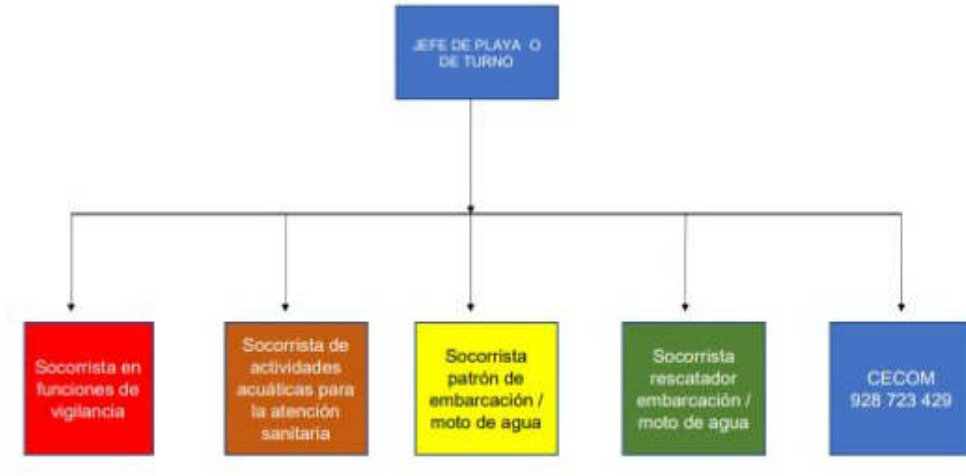 JEFE DE PLAYA O
DE TURNO
Socorrista en
funciones de
vigilancia
Socorrista de
actividades
acuáticas para
la atención
sanitaria
Socorrista
patrón de
embarcación /
moto de agua
Socorrista
rescatador
embarcación /
moto de agua
CECOM
928 723 429